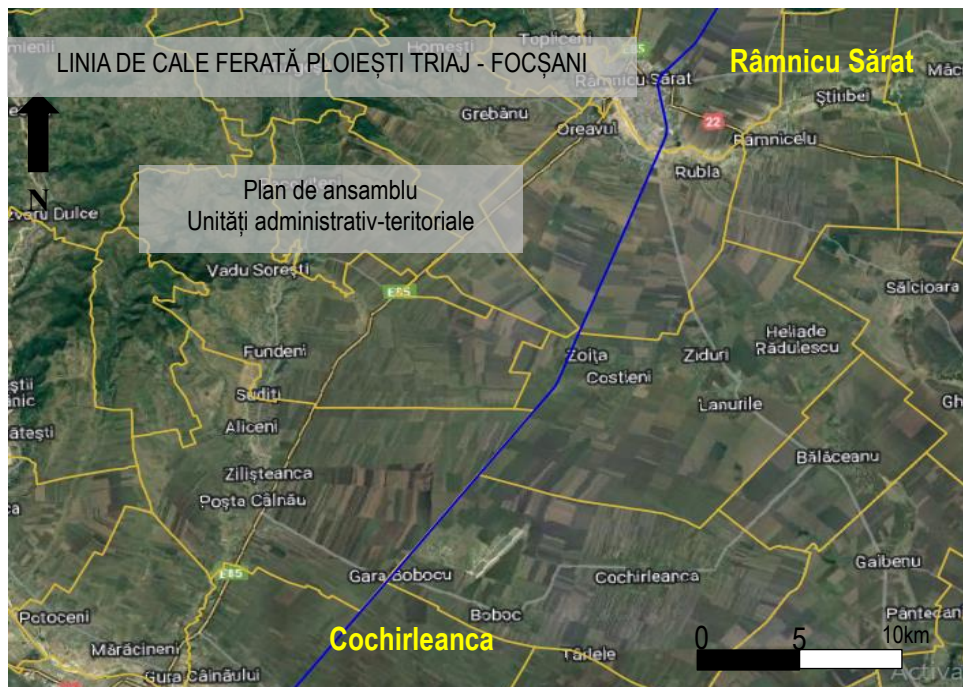 Topliceni
Homești
E85
LINIA DE CALE FERATĂ PLOIEȘTI TRIAJ - FOCȘANI
Râmnicu Sărat
Râmnicu Sărat
Știubei
Grebănu
22
Oreavul
Râmnicelu
Rubla
N
Plan de ansamblu
Unități administrativ-teritoriale
Vadu Sorești
E85
Sălcioara
Heliade
Rădulescu
Fundeni
Zoița
Ziduri
Costieni
Sudiți
Lanurile
Gh
Aliceni
Bălăceanu
Zilișteanca
Poșta Câlnău
E85
Gara Bobocu
Cochirleanca
Gaibenu
Potoceni
Boboc
Pântecani
Cochirleanca
0 5 10km
Mărăcineni
Târlele
Gura Câlnăului
Activa